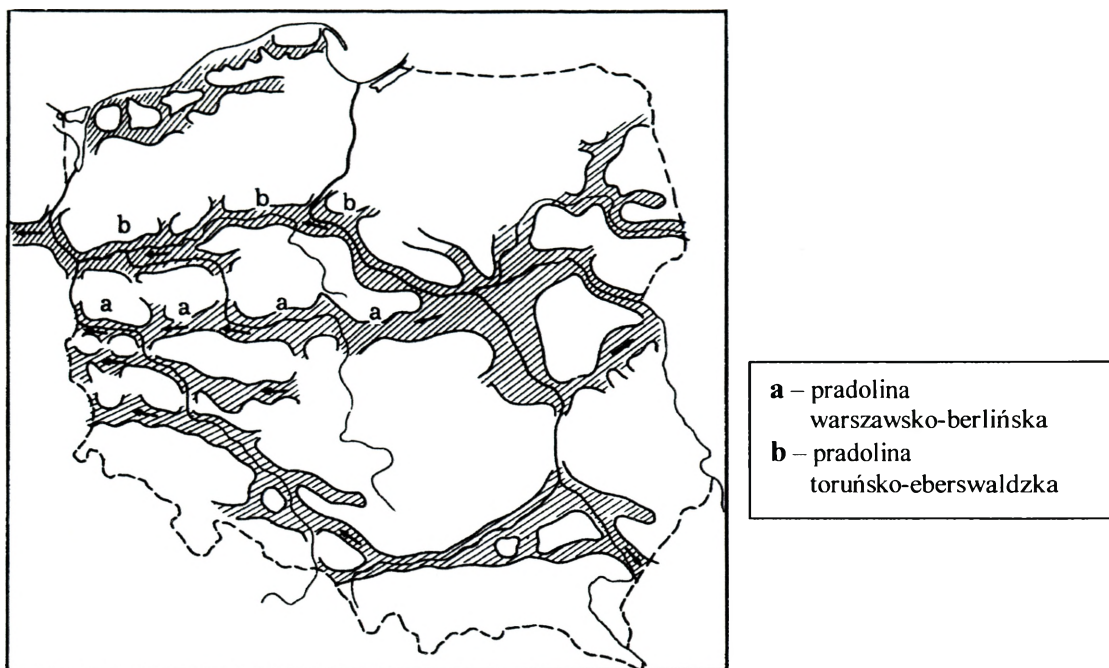 b
b
b
a
a
a
a
a – pradolina
warszawsko-berlińska
b – pradolina
toruńsko-eberswaldzka